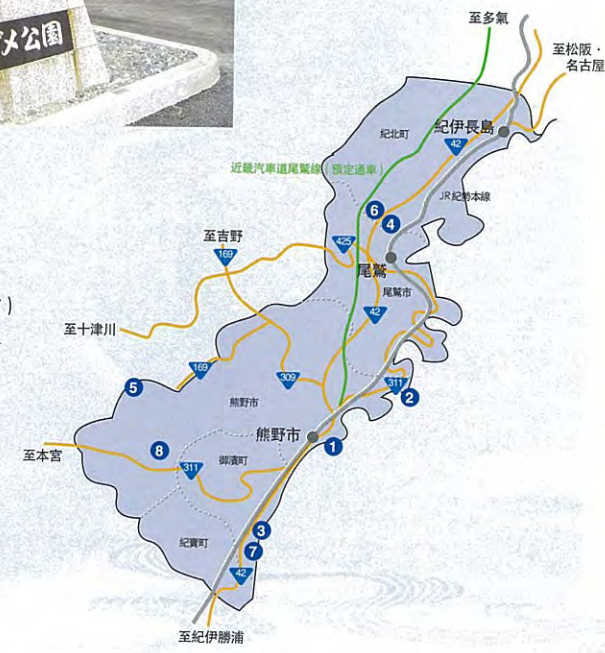 ガメ公園
)
至多氣
至松阪・
名古屋
紀伊長島
紀北町
42
近畿汽車道尾鷲線(預定通車)
JR紀勢本線
6
4
至吉野
169
425
尾鷲
尾鷲市
42
至十津川
169
309
311
2
5
熊野市
熊野市
1
至本宮
8
311
御濱町
3
紀寶町
7
42
至紀伊勝浦